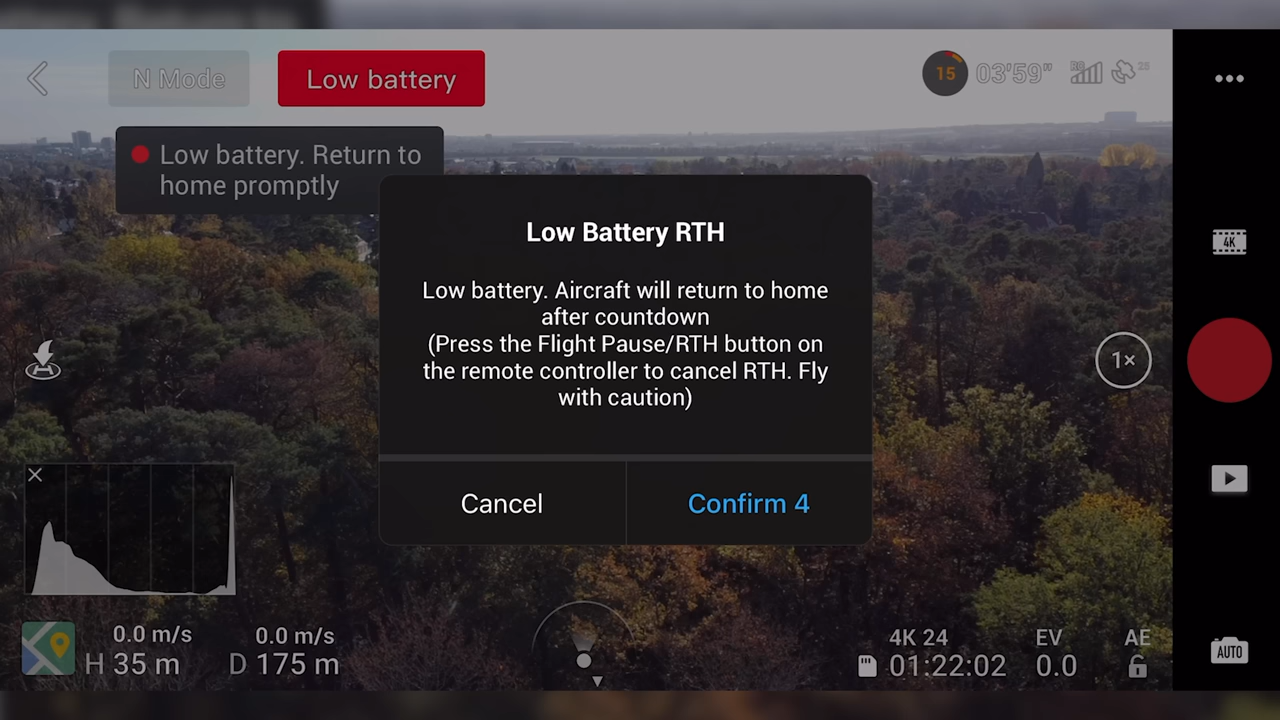 N Mode
Low battery
15
03'59"
RC
25
Low battery. Return to
home promptly
Low Battery RTH
Low battery. Aircraft will return to home
after countdown
(Press the Flight Pause/RTH button on
the remote controller to cancel RTH. Fly
with caution)
Cancel
Confirm 4
4K
1×
0.0 m/s
0.0 m/s
H 35 m
D 175 m
4K 24
01:22:02
EV
0.0
AE
AUTO